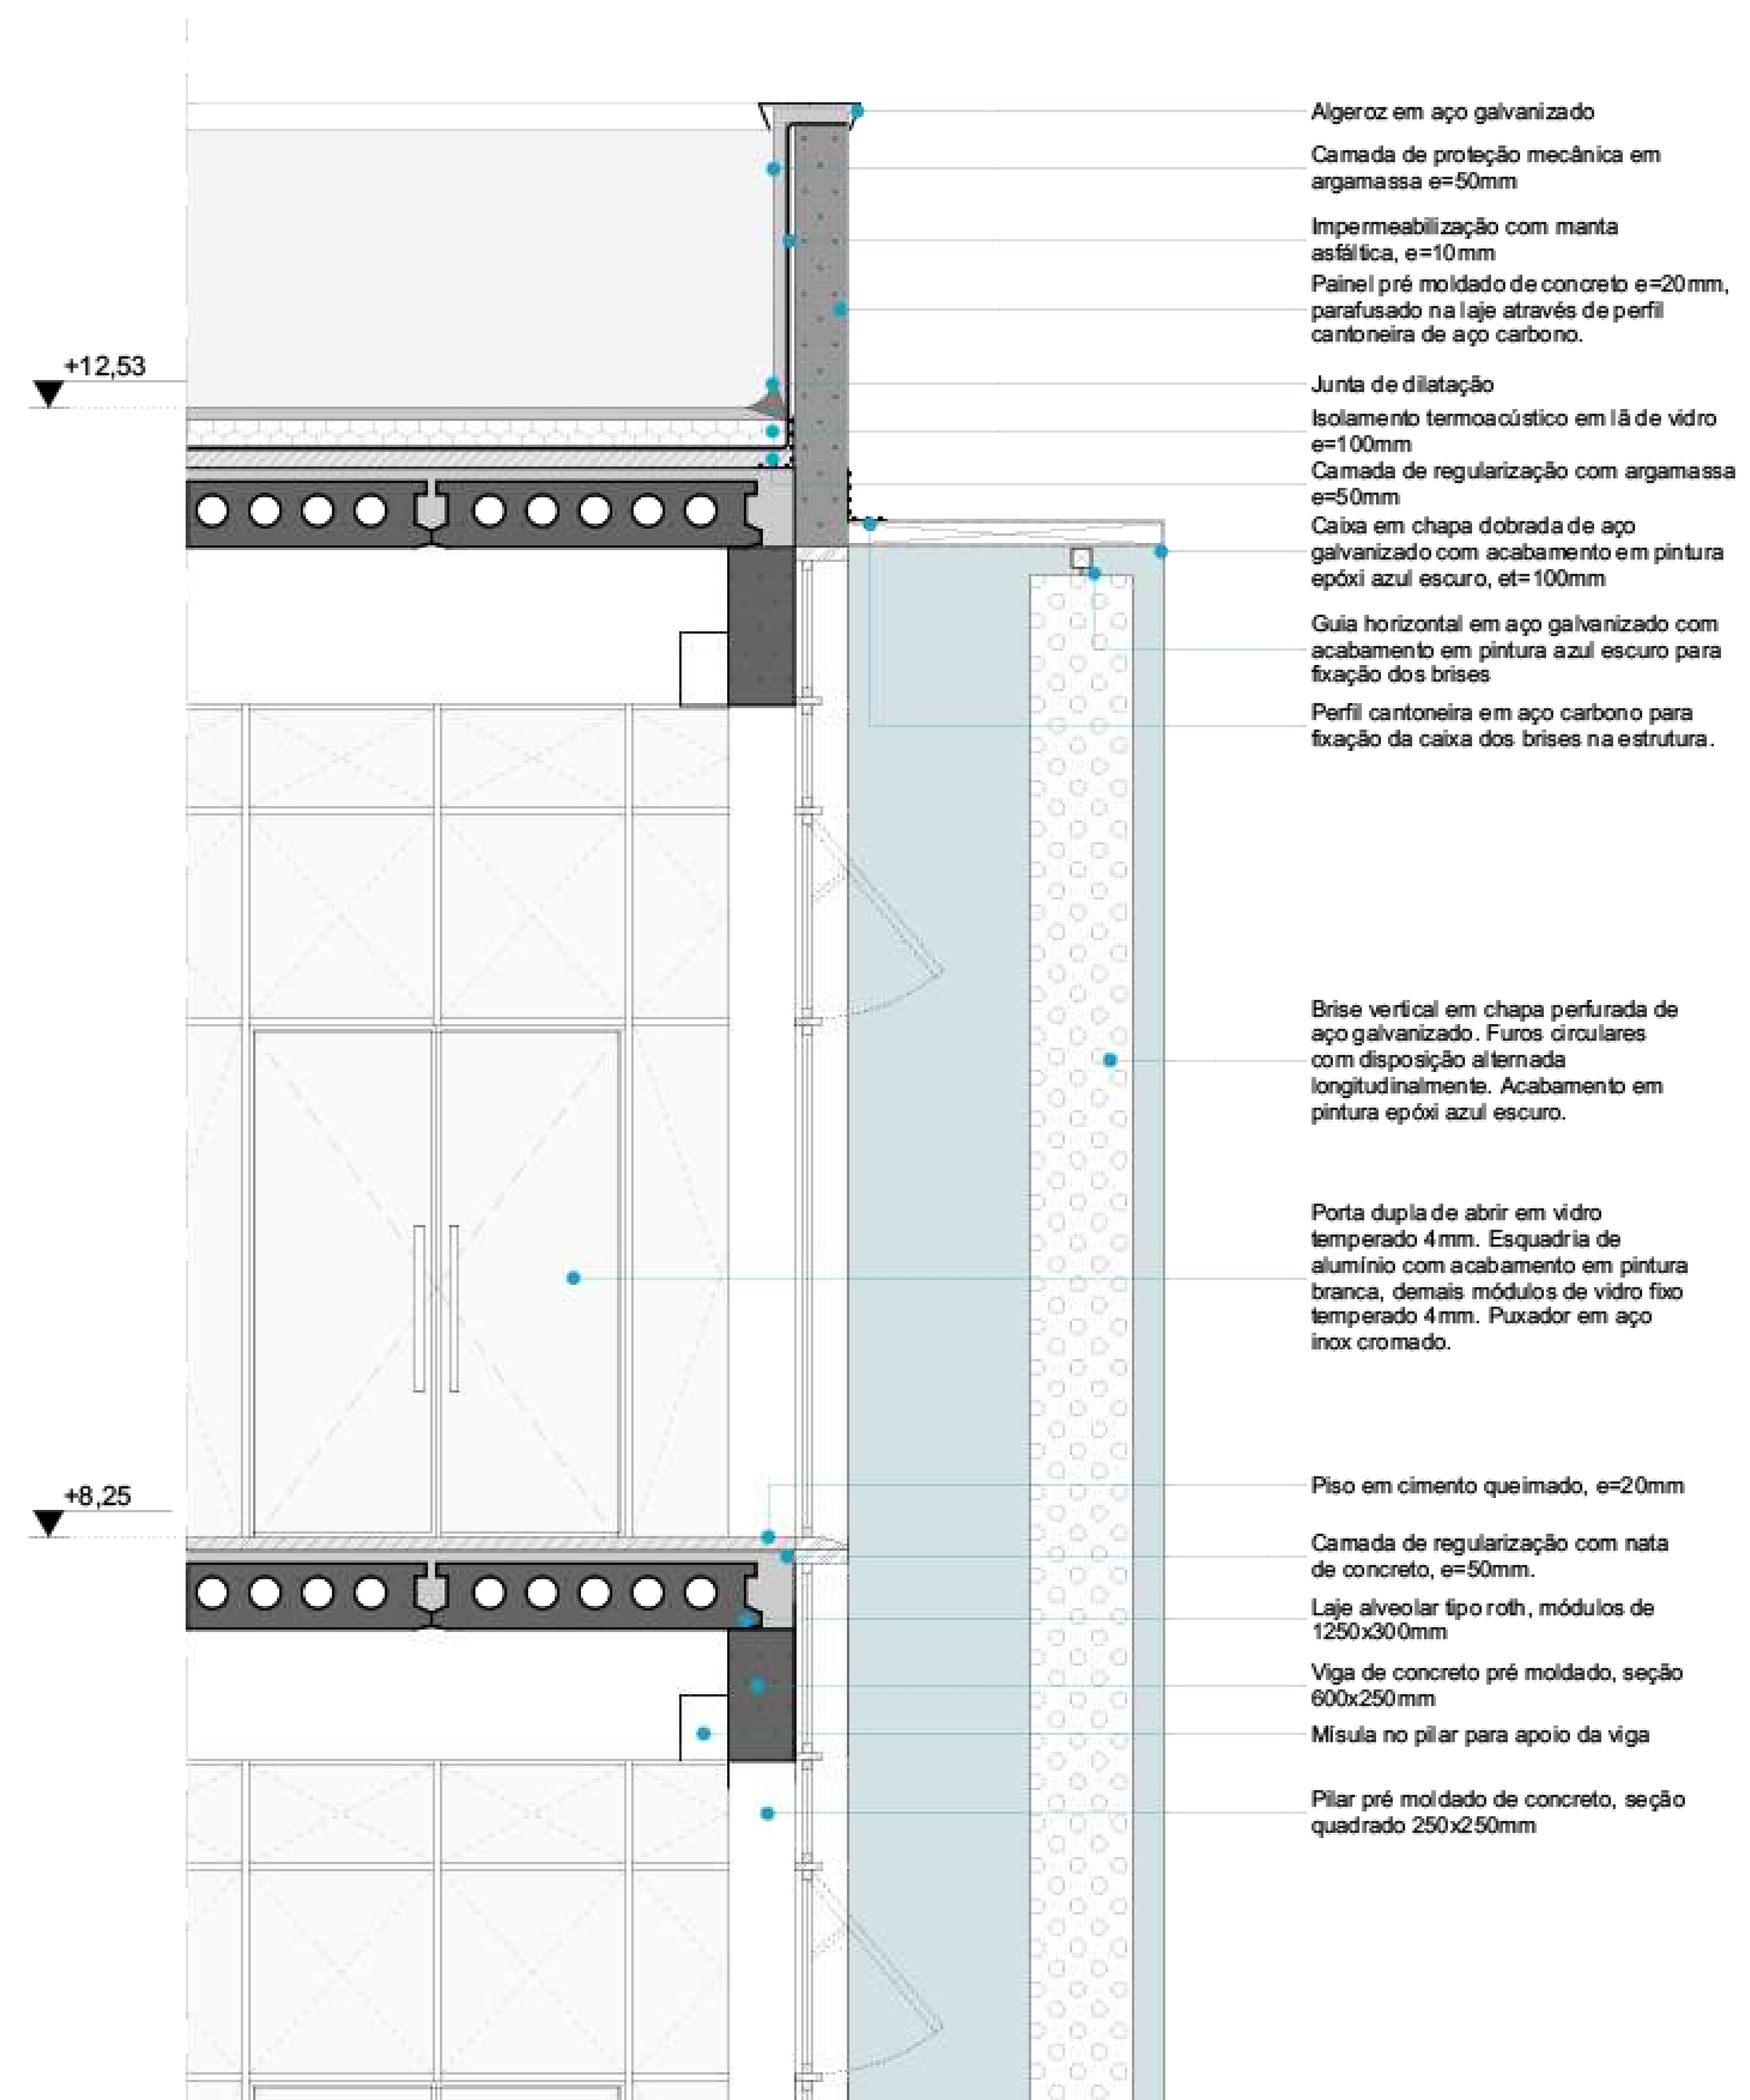 Algeroz em aço galvanizado
Camada de proteção mecânica em
argamassa e=50mm
Impermeabilização com manta
asfáltica, e=10mm
Painel pré moldado de concreto e=20mm,
parafusado na laje através de perfil
cantoneira de aço carbono.
+12,53
Junta de dilatação
Isolamento termoacústico em lã de vidro
e=100mm
Camada de regularização com argamassa
e=50mm
Caixa em chapa dobrada de aço
galvanizado com acabamento em pintura
epóxi azul escuro, et=100mm
Guia horizontal em aço galvanizado com
acabamento em pintura azul escuro para
fixação dos brises
Perfil cantoneira em aço carbono para
fixação da caixa dos brises na estrutura.
Brise vertical em chapa perfurada de
aço galvanizado. Furos circulares
com disposição alternada
longitudinalmente. Acabamento em
pintura epóxi azul escuro.
Porta dupla de abrir em vidro
temperado 4mm. Esquadria de
alumínio com acabamento em pintura
branca, demais módulos de vidro fixo
temperado 4mm. Puxador em aço
inox cromado.
+8,25
Piso em cimento queimado, e=20mm
Camada de regularização com nata
de concreto, e=50mm.
Laje alveolar tipo roth, módulos de
1250x300mm
Viga de concreto pré moldado, seção
600x250mm
Mísula no pilar para apoio da viga
Pilar pré moldado de concreto, seção
quadrado 250x250mm